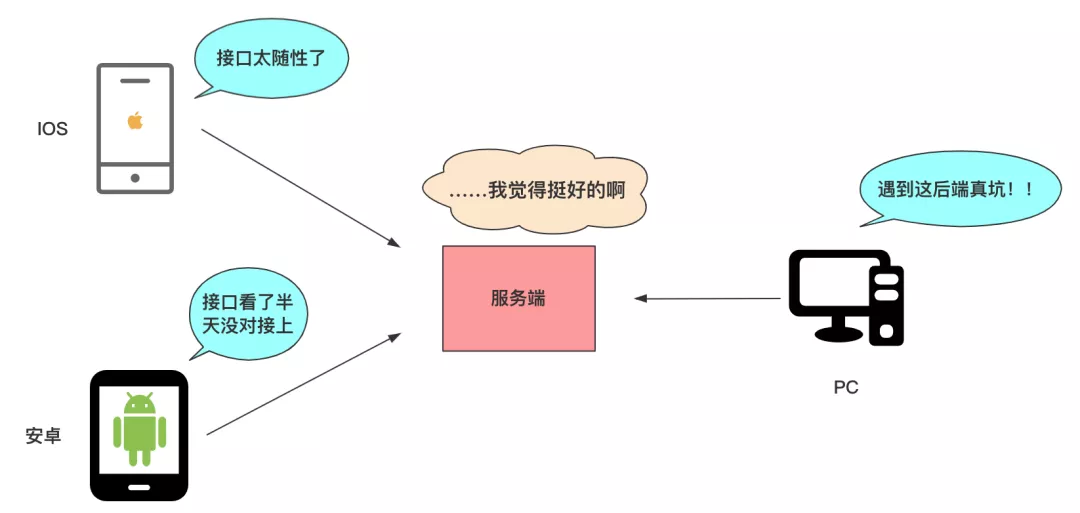 接口太随性了
IOS
……我觉得挺好的啊
遇到这后端真坑！！
服务端
接口看了半
天没对接上
PC
安卓